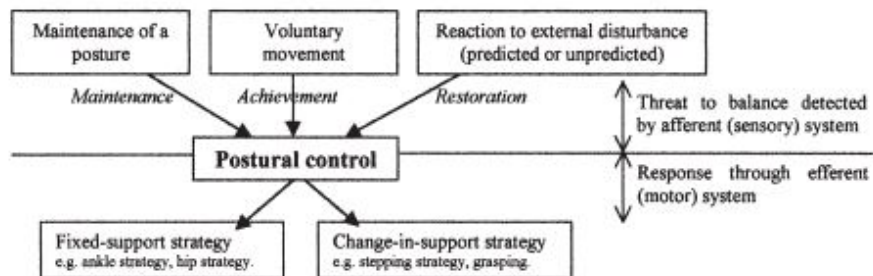 Maintenance of a
posture
Voluntary
movement
Reaction to external disturbance
(predicted or unpredicted)
Maintenance
Achievement
Restoration
Threat to balance detected
by afferent (sensory) system
Postural control
Response through efferent
(motor) system
Fixed-support strategy
e.g. ankle strategy, hip strategy.
Change-in-support strategy
e.g. stepping strategy, grasping.